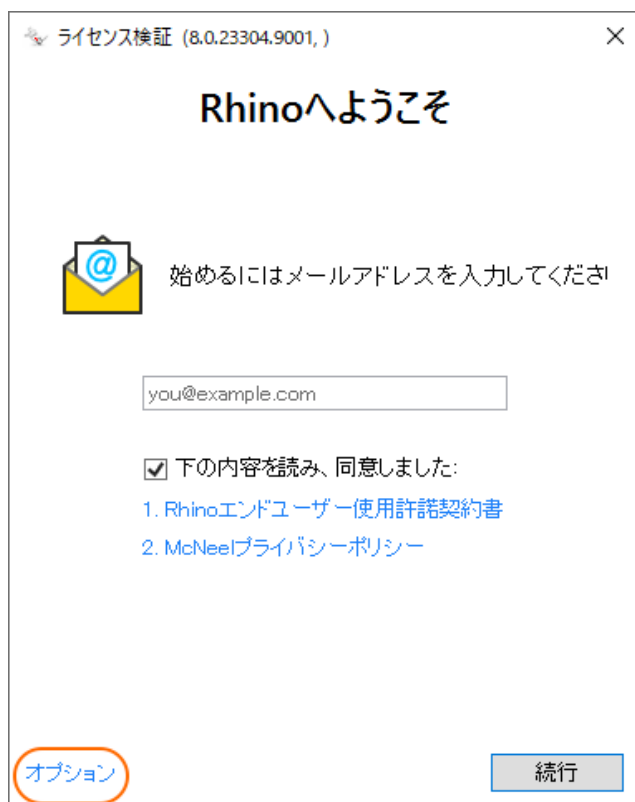 ライセンス検証 (8.0.23304.9001, )
Rhinoへようこそ
@
始めるにはメールアドレスを入力してくださ
you@example.com
下の内容を読み、同意しました:
1. Rhinoエンドユーザー使用許諾契約書
2. McNeelプライバシーポリシー
オプション
続行